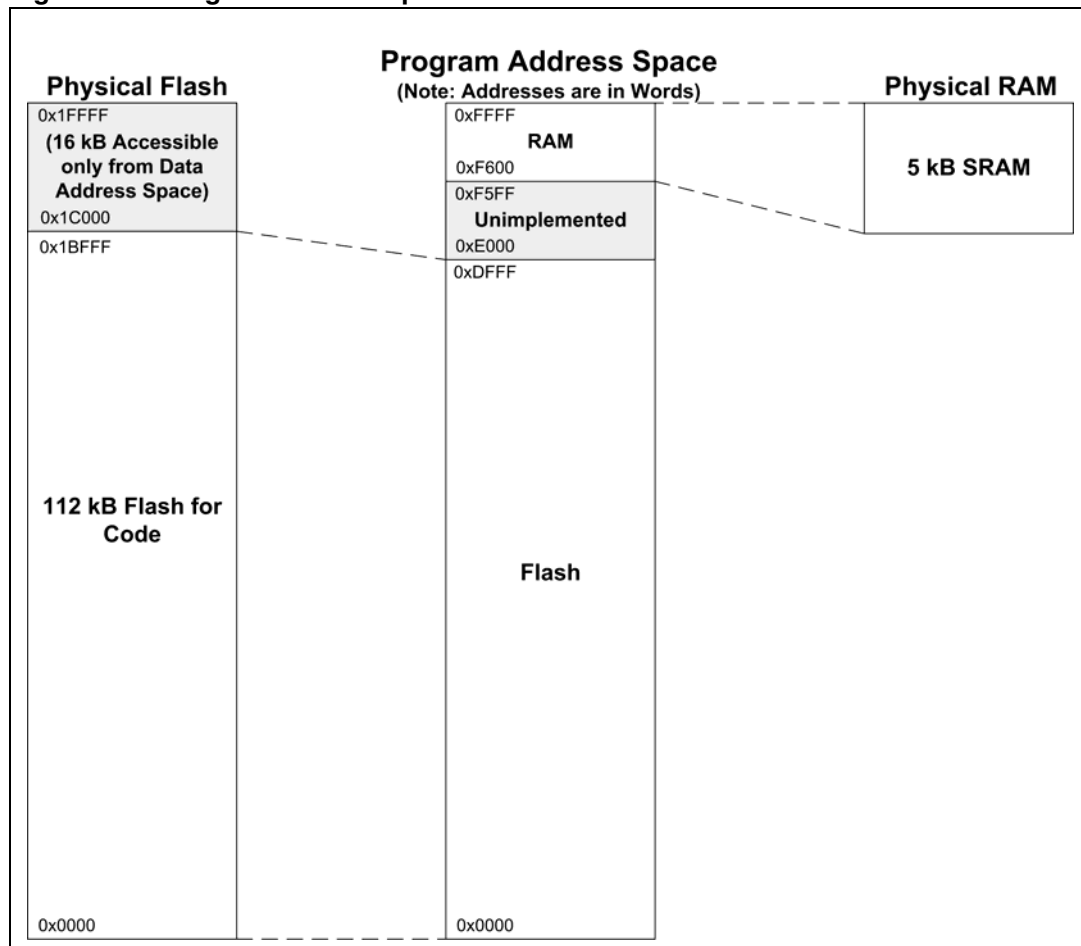 Physical Flash
0x1FFFF
(16 kB Accessible
only from Data
Address Space)
0x1C000
0x1BFFF
112 kB Flash for
Code
0x0000
Program Address Space
(Note: Addresses are in Words)
0xFFFF
RAM
0xF600
0xF5FF
Unimplemented
0xE000
0xDFFF
Flash
0x0000
Physical RAM
5 kB SRAM